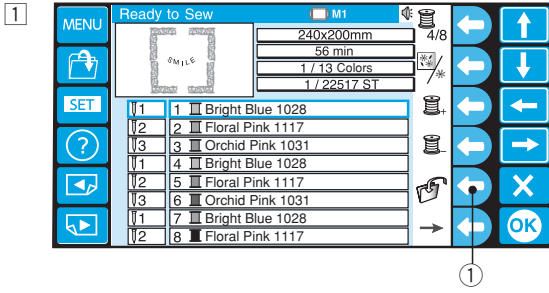 1
MENU
Ready to Sew
M1
4/8
SMILE
240x200mm
56 min
1 / 13 Colors
1 / 22517 ST
SET
?
1 1 Bright Blue 1028
2 2 Floral Pink 1117
3 3 Orchid Pink 1031
1 4 Bright Blue 1028
2 5 Floral Pink 1117
3 6 Orchid Pink 1031
1 7 Bright Blue 1028
2 8 Floral Pink 1117
X
OK
1